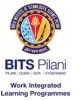 BITS Pilani
PILANI | DUBAI | GOA | HYDERABAD
Work Integrated
Learning Programmes